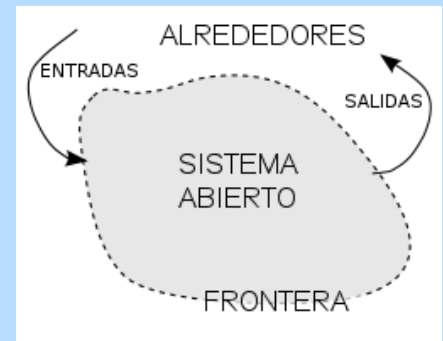 ALREDEDORES
ENTRADAS
SALIDAS
SISTEMA
ABIERTO
FRONTERA